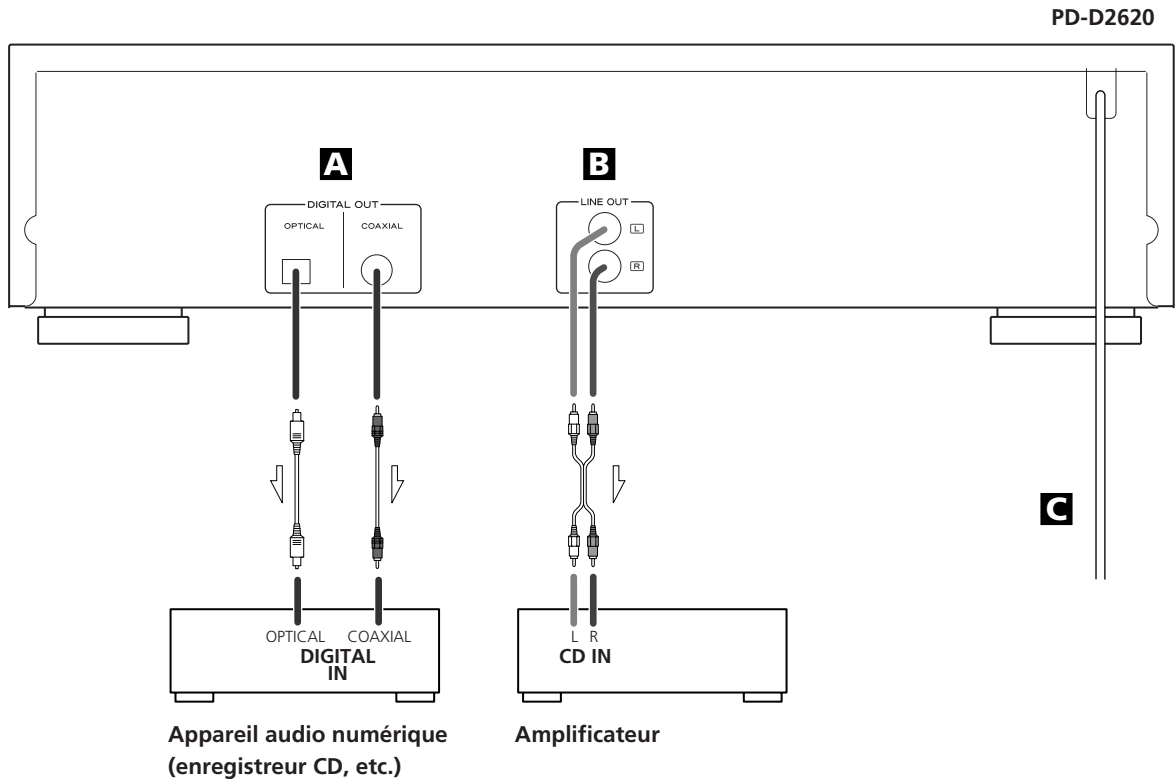 PD-D2620
A
B
DIGITAL OUT
OPTICAL COAXIAL
LINE OUT
L
R
C
OPTICAL COAXIAL
DIGITAL
IN
L R
CD IN
Appareil audio numérique
(enregistreur CD, etc.)
Amplificateur